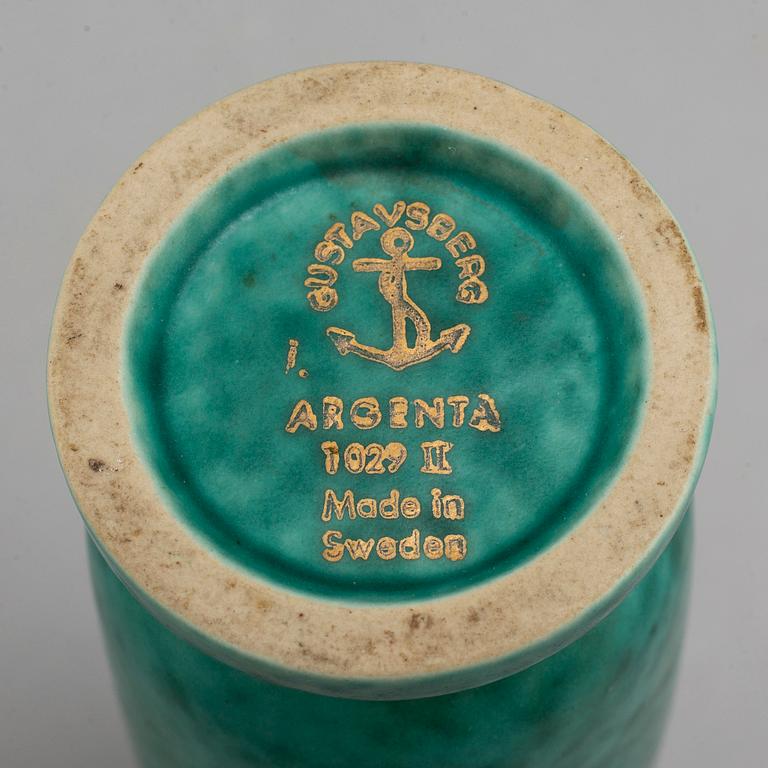 GUSTAVSBERG
I.
ARGENTA
1029 II
Made in
Sweden